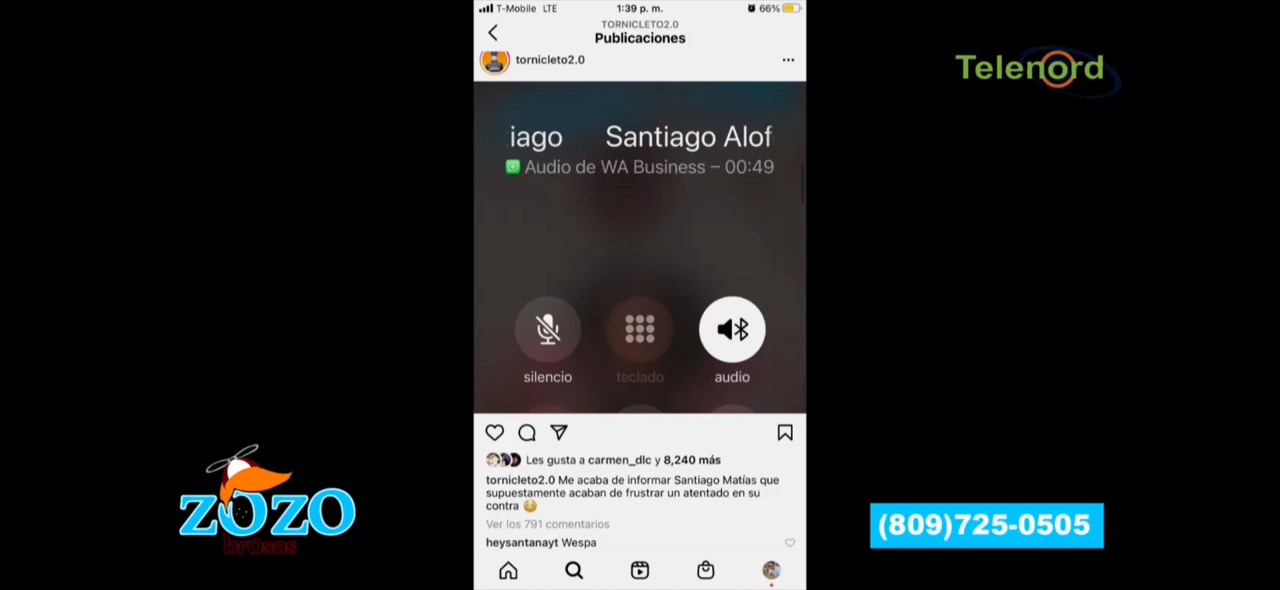 T-Mobile LTE
1:39 p. m.
66%
TORNICLETO2.0
Publicaciones
tornicleto2.0
Telenord
iago Santiago Alof
Audio de WA Business – 00:49
silencio
teclado
audio
Les gusta a carmen_dlc y 8,240 más
tornicleto2.0 Me acaba de informar Santiago Matías que
supuestamente acaban de frustrar un atentado en su
contra 😳
Ver los 791 comentarios
heysantanayt Wespa
ZOZO
brosos
(809)725-0505